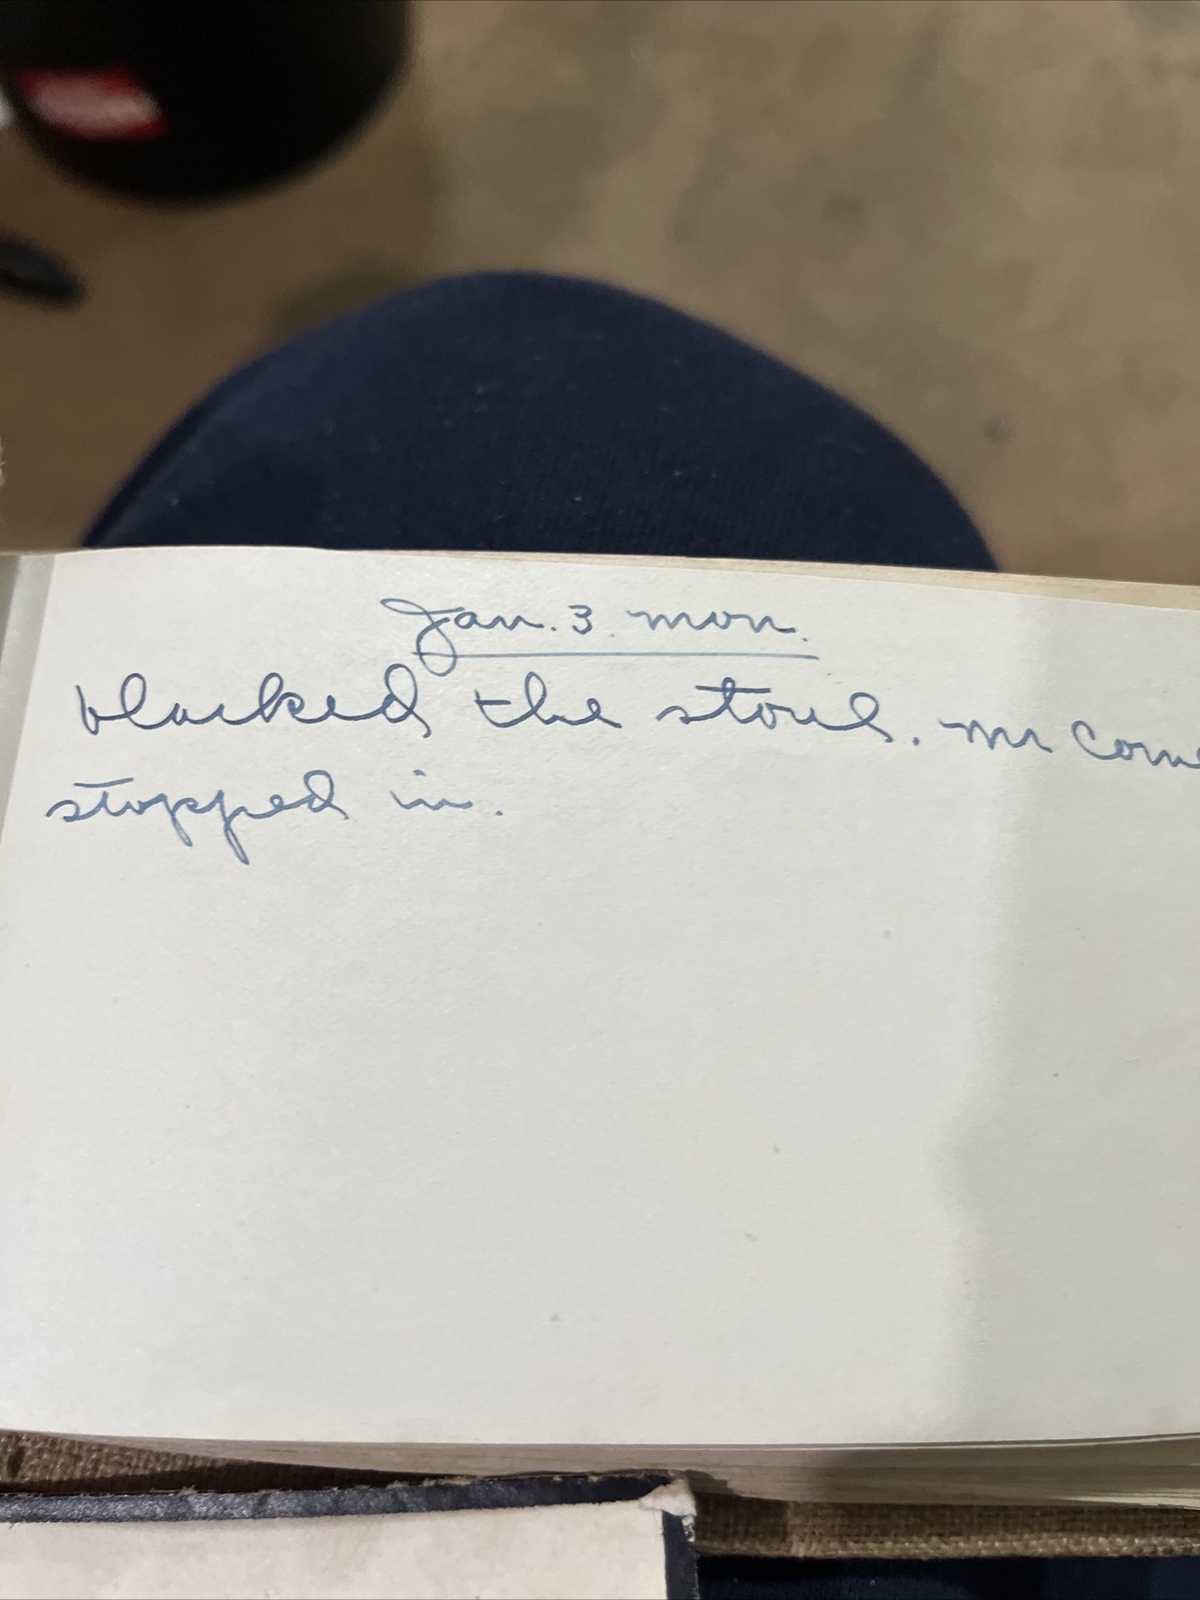 Jan. 3. mon.
blacked the stove. Mr
stopped in.